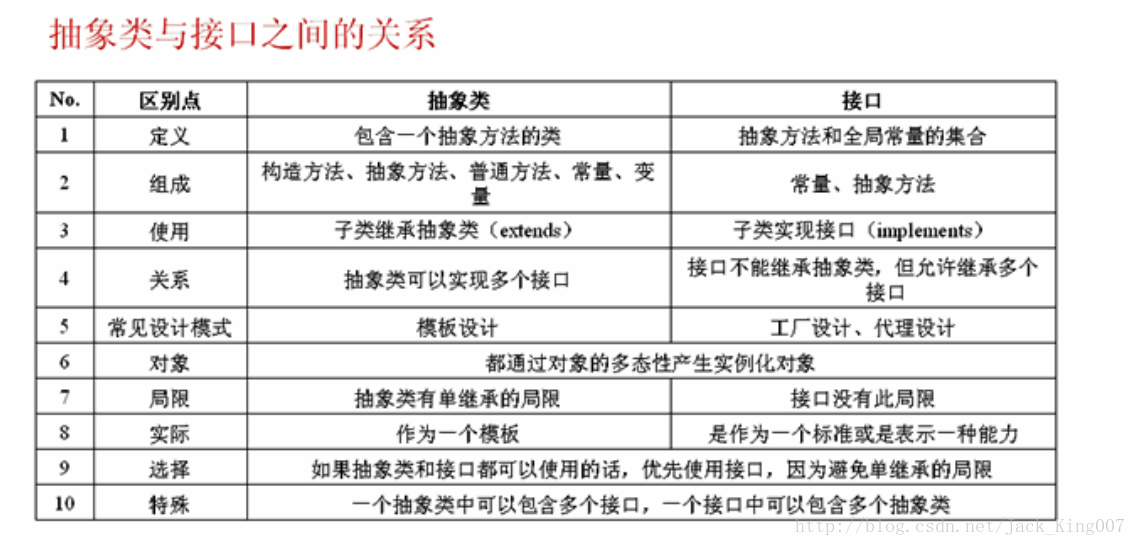 抽象类与接口之间的关系
No. 区别点 抽象类 接口
1 定义 包含一个抽象方法的类 抽象方法和全局常量的集合
2 组成 构造方法、抽象方法、普通方法、常量、变
量 常量、抽象方法
3 使用 子类继承抽象类（extends） 子类实现接口（implements）
4 关系 抽象类可以实现多个接口 接口不能继承抽象类，但允许继承多个
接口
5 常见设计模式 模板设计 工厂设计、代理设计
6 对象 都通过对象的多态性产生实例化对象
7 局限 抽象类有单继承的局限 接口没有此局限
8 实际 作为一个模板 是作为一个标准或是表示一种能力
9 选择 如果抽象类和接口都可以使用的话，优先使用接口，因为避免单继承的局限
10 特殊 一个抽象类中可以包含多个接口，一个接口中可以包含多个抽象类
http://blog.csdn.net/Jack_King007